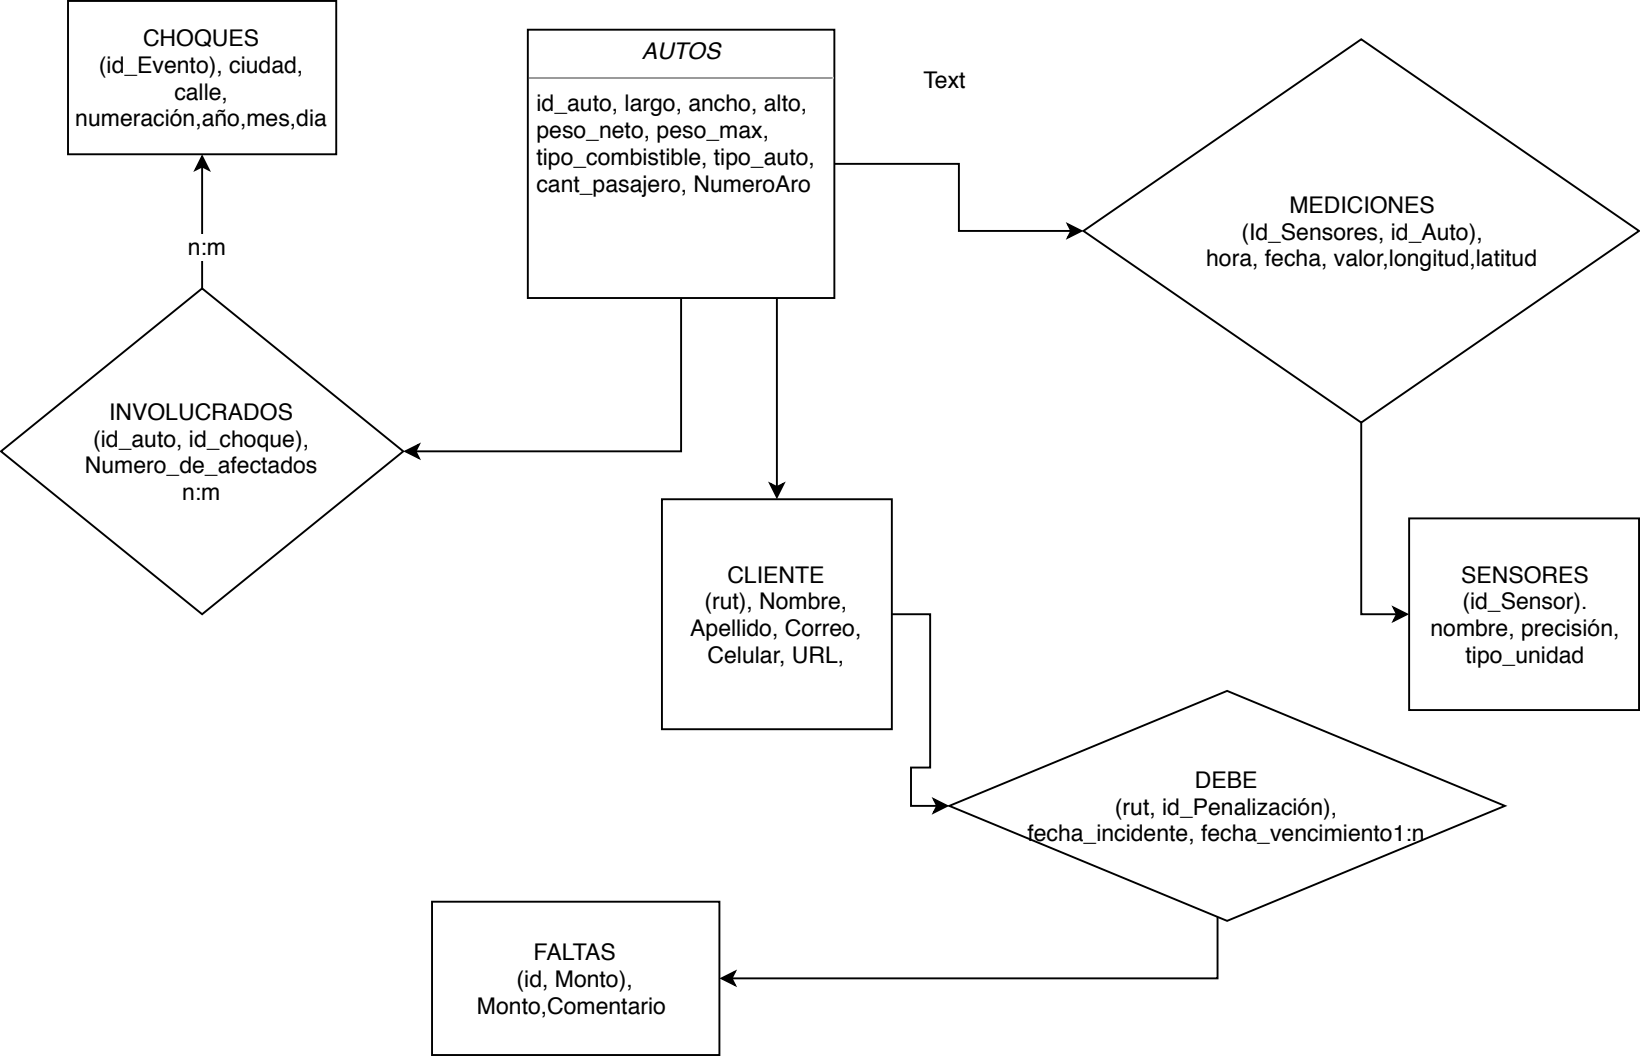 CHOQUES
(id_Evento), ciudad,
calle,
numeración,año,mes,dia
AUTOS
id_auto, largo, ancho, alto,
peso_neto, peso_max,
tipo_combistible, tipo_auto,
cant_pasajero, NumeroAro
Text
MEDICIONES
(Id_Sensores, id_Auto),
hora, fecha, valor,longitud,latitud
n:m
INVOLUCRADOS
(id_auto, id_choque),
Numero_de_afectados
n:m
CLIENTE
(rut), Nombre,
Apellido, Correo,
Celular, URL,
SENSORES
(id_Sensor).
nombre, precisión,
tipo_unidad
DEBE
(rut, id_Penalización),
fecha_incidente, fecha_vencimiento1:n
FALTAS
(id, Monto),
Monto,Comentario